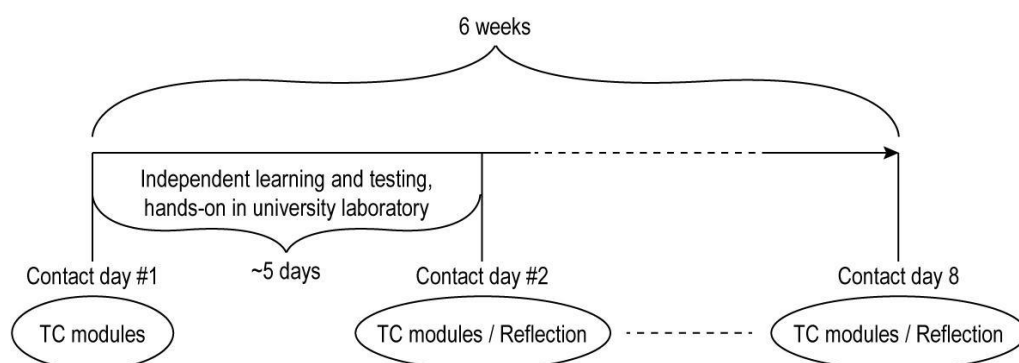 6 weeks
Independent learning and testing,
hands-on in university laboratory
~5 days
Contact day #1
Contact day #2
Contact day 8
TC modules
TC modules / Reflection
TC modules / Reflection